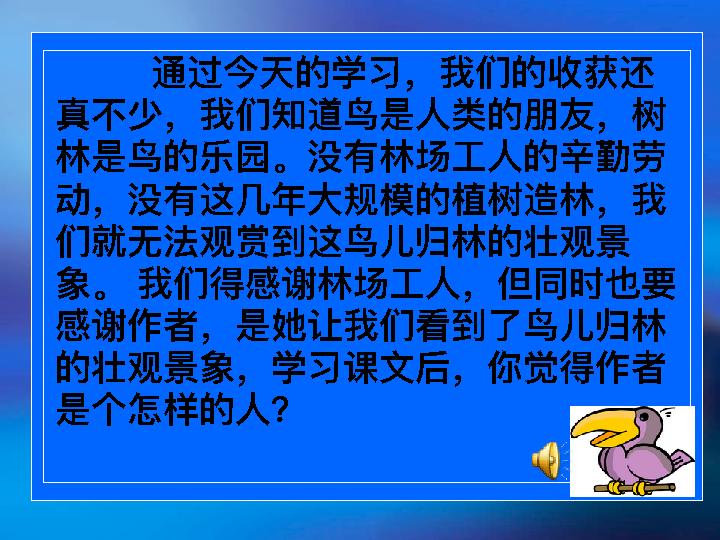 通过今天的学习，我们的收获还
真不少，我们知道鸟是人类的朋友，树
林是鸟的乐园。没有林场工人的辛勤劳
动，没有这几年大规模的植树造林，我
们就无法观赏到这鸟儿归林的壮观景
象。 我们得感谢林场工人，但同时也要
感谢作者，是她让我们看到了鸟儿归林
的壮观景象，学习课文后，你觉得作者
是个怎样的人？